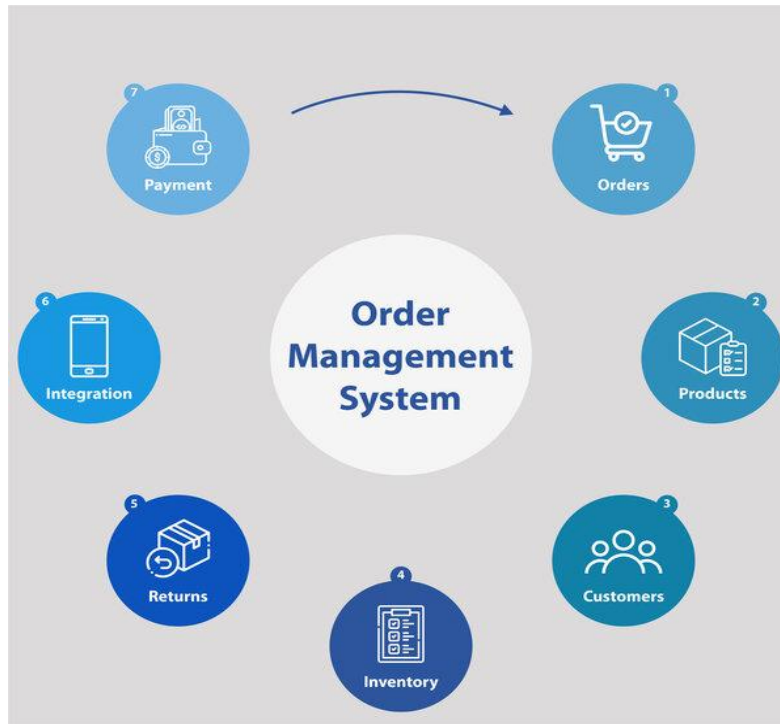 Order
Management
System
1
Orders
2
Products
3
Customers
4
Inventory
5
Returns
6
Integration
7
Payment